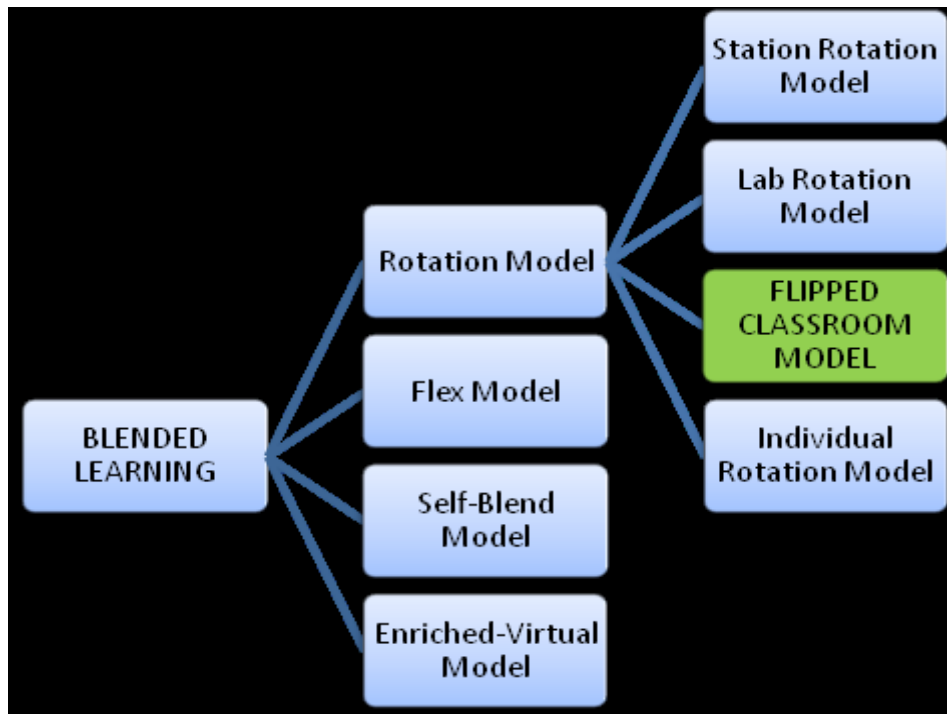 BLENDED
LEARNING
Rotation Model
Flex Model
Self-Blend
Model
Enriched-Virtual
Model
Station Rotation
Model
Lab Rotation
Model
FLIPPED
CLASSROOM
MODEL
Individual
Rotation Model